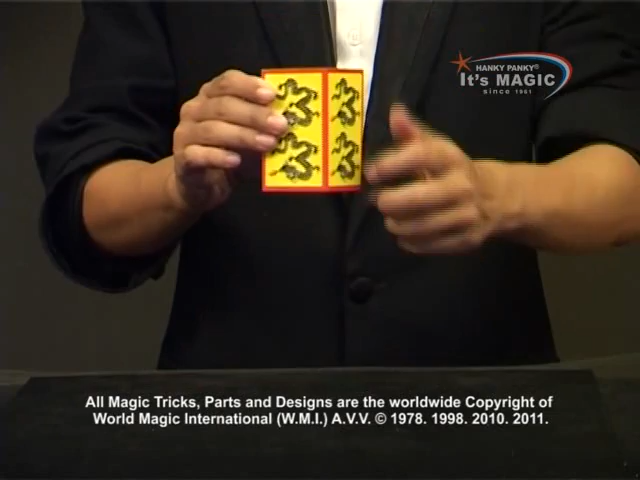 HANKY PANKY®
It's MAGIC
since 1961
All Magic Tricks, Parts and Designs are the worldwide Copyright of
World Magic International (W.M.I.) A.V.V. © 1978. 1998. 2010. 2011.